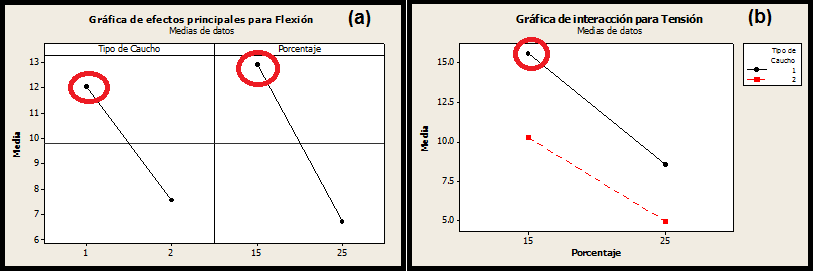 Gráfica de efectos principales para Flexión
(a)
Medias de datos
Tipo de Caucho
Porcentaje
13
12
11
10
9
8
7
6
Media
1
2
15
25
Gráfica de interacción para Tensión
(b)
Medias de datos
15.0
12.5
10.0
7.5
5.0
Media
15
25
Porcentaje
Tipo de
Caucho
1
2